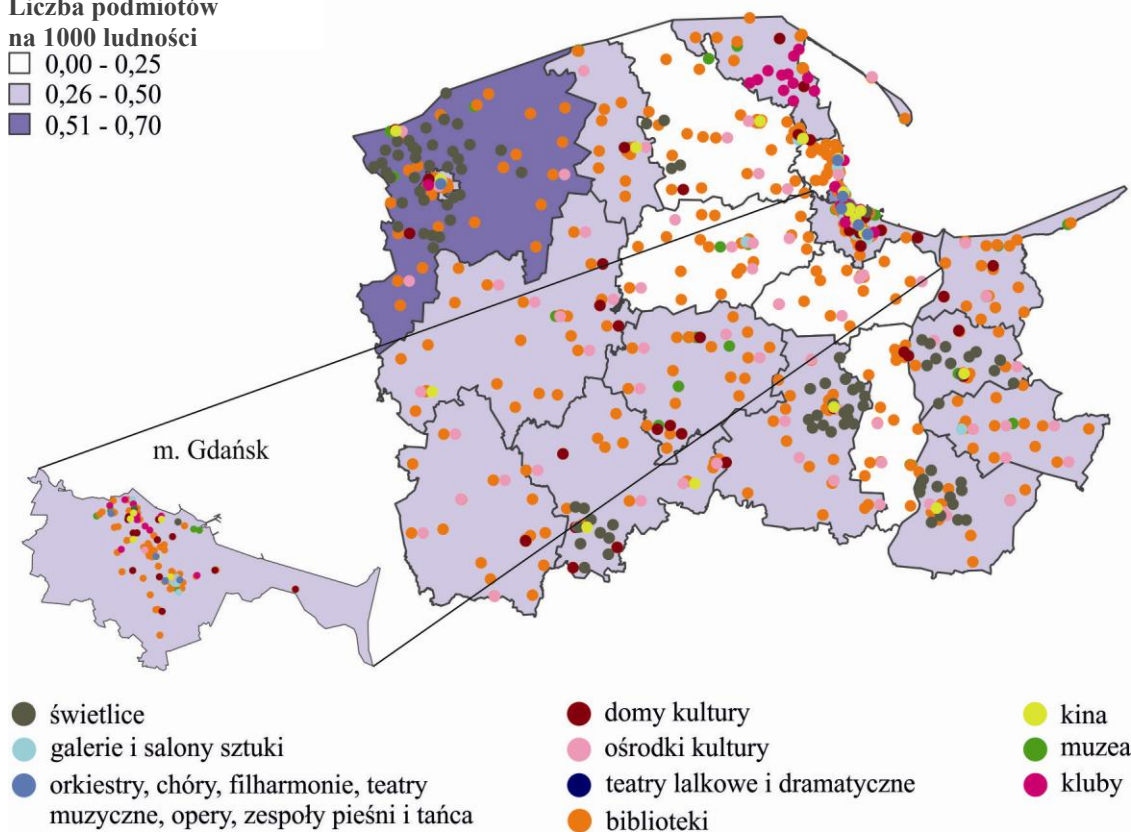 Liczba podmiotów
na 1000 ludności
0,00 - 0,25
0,26 - 0,50
0,51 - 0,70
m. Gdańsk
świetlice
galerie i salony sztuki
orkiestry, chóry, filharmonie, teatry
muzyczne, opery, zespoły pieśni i tańca
domy kultury
ośrodki kultury
teatry lalkowe i dramatyczne
biblioteki
kina
muzea
kluby